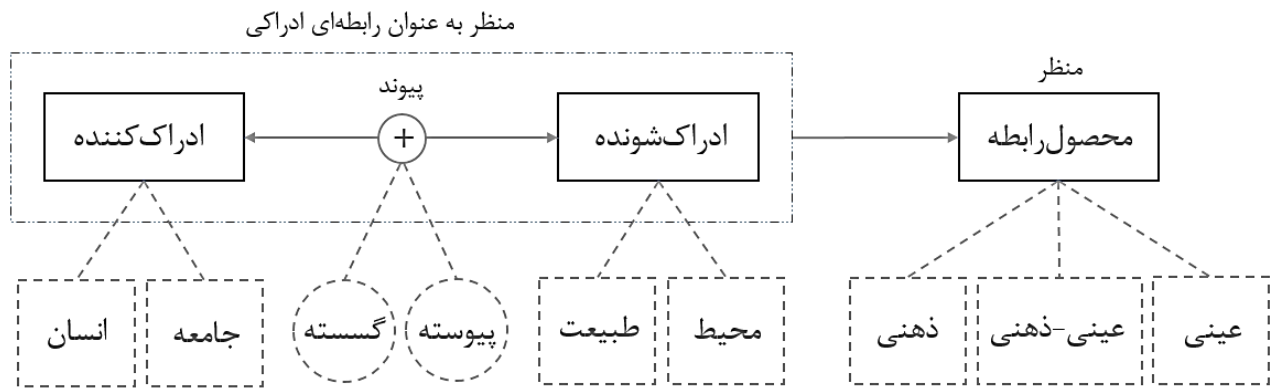 منظر به عنوان رابطه‌ای ادراکی
منظر
پیوند
محصول‌رابطه
ادراک‌شونده
+
ادراک‌کننده
عینی
عینی-ذهنی
ذهنی
محیط
طبیعت
پیوسته
گسسته
جامعه
انسان